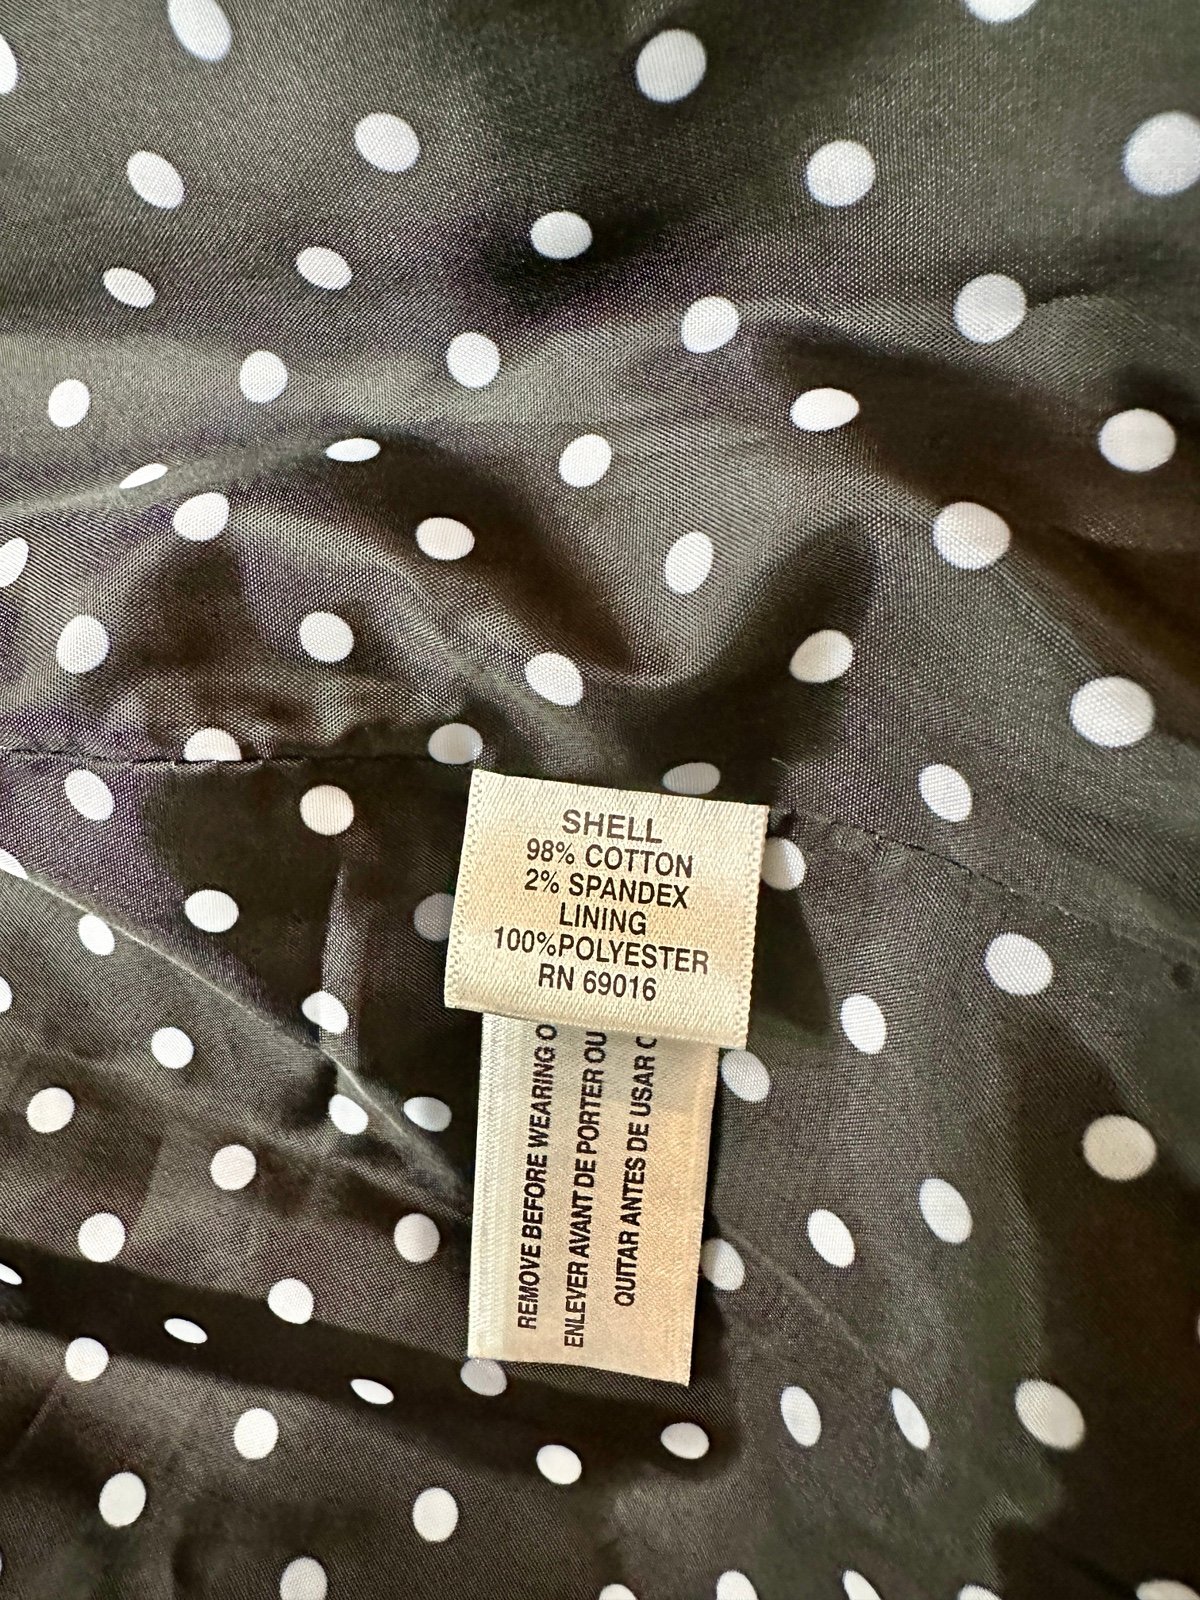 SHELL
98% COTTON
2% SPANDEX
LINING
100%POLYESTER
RN 69016
REMOVE BEFORE WEARING O
ENLEVER AVANT DE PORTER OU
QUITAR ANTES DE USAR